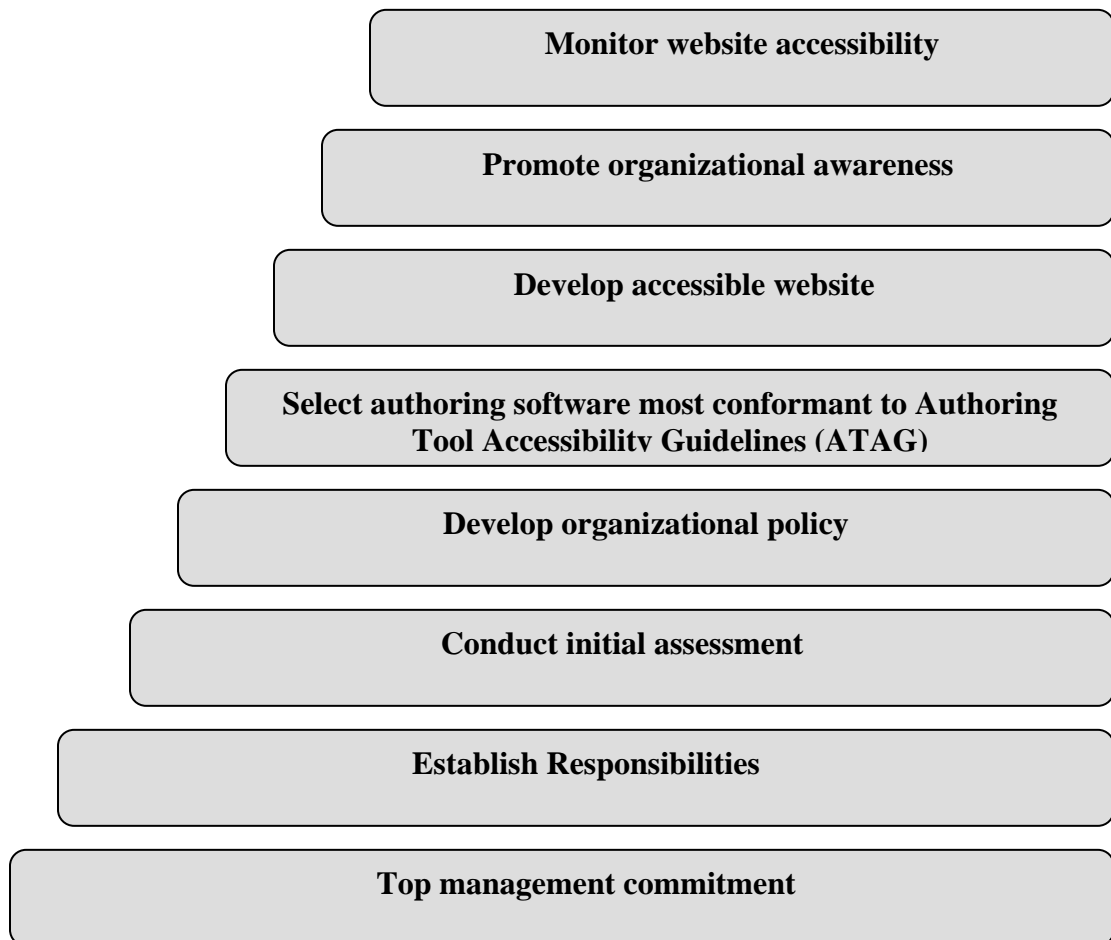 Monitor website accessibility
Promote organizational awareness
Develop accessible website
Select authoring software most conformant to Authoring
Tool Accessibility Guidelines (ATAG)
Develop organizational policy
Conduct initial assessment
Establish Responsibilities
Top management commitment